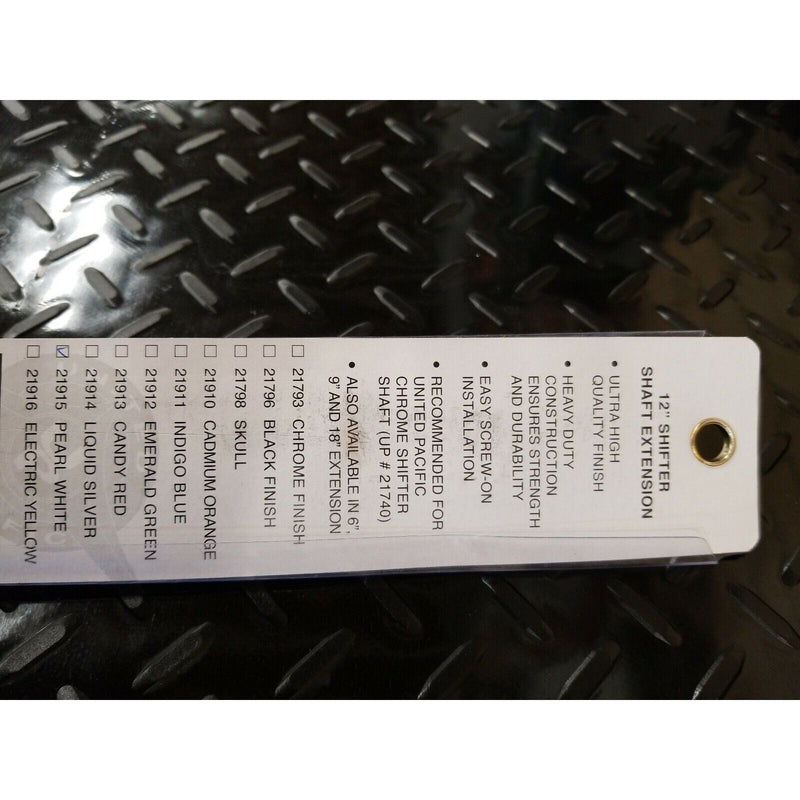 12" SHIFTER
SHAFT EXTENSION
• ULTRA HIGH
QUALITY FINISH
• HEAVY DUTY
CONSTRUCTION
ENSURES STRENGTH
AND DURABILITY
• EASY SCREW-ON
INSTALLATION
• RECOMMENDED FOR
UNITED PACIFIC
CHROME SHIFTER
SHAFT (UP # 21740)
• ALSO AVAILABLE IN 6",
9" AND 18" EXTENSION
☐ 21793 CHROME FINISH
☐ 21796 BLACK FINISH
☐ 21798 SKULL
☐ 21910 CADMIUM ORANGE
☐ 21911 INDIGO BLUE
☐ 21912 EMERALD GREEN
☐ 21913 CANDY RED
☐ 21914 LIQUID SILVER
☑ 21915 PEARL WHITE
☐ 21916 ELECTRIC YELLOW